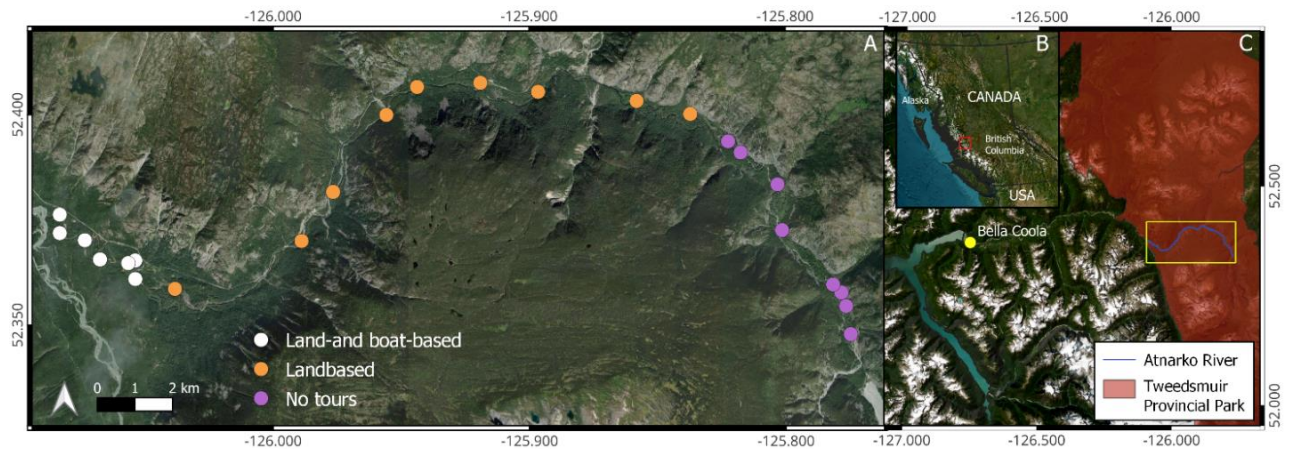 -126.000
-125.900
-125.800
-127.000
-126.500
-126.000
A
B
C
52.400
52.350
Land-and boat-based
Landbased
No tours
0 1 2 km
CANADA
Alaska
British
Columbia
USA
Bella Coola
52.500
52.000
Atnarko River
Tweedsmuir
Provincial Park
-126.000
-125.900
-125.800
-127.000
-126.500
-126.000